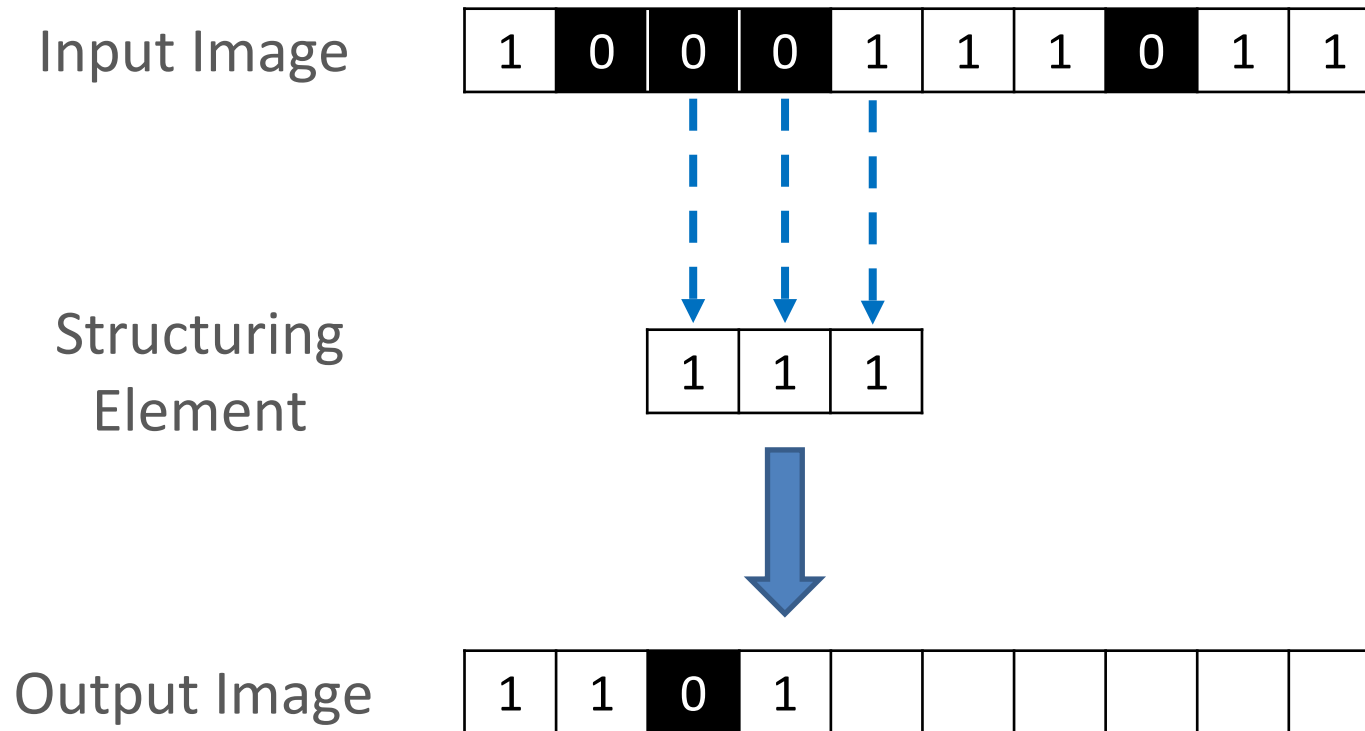 Input Image 1 0 0 0 1 1 1 0 1 1
Structuring
Element
1 1 1
Output Image 1 1 0 1